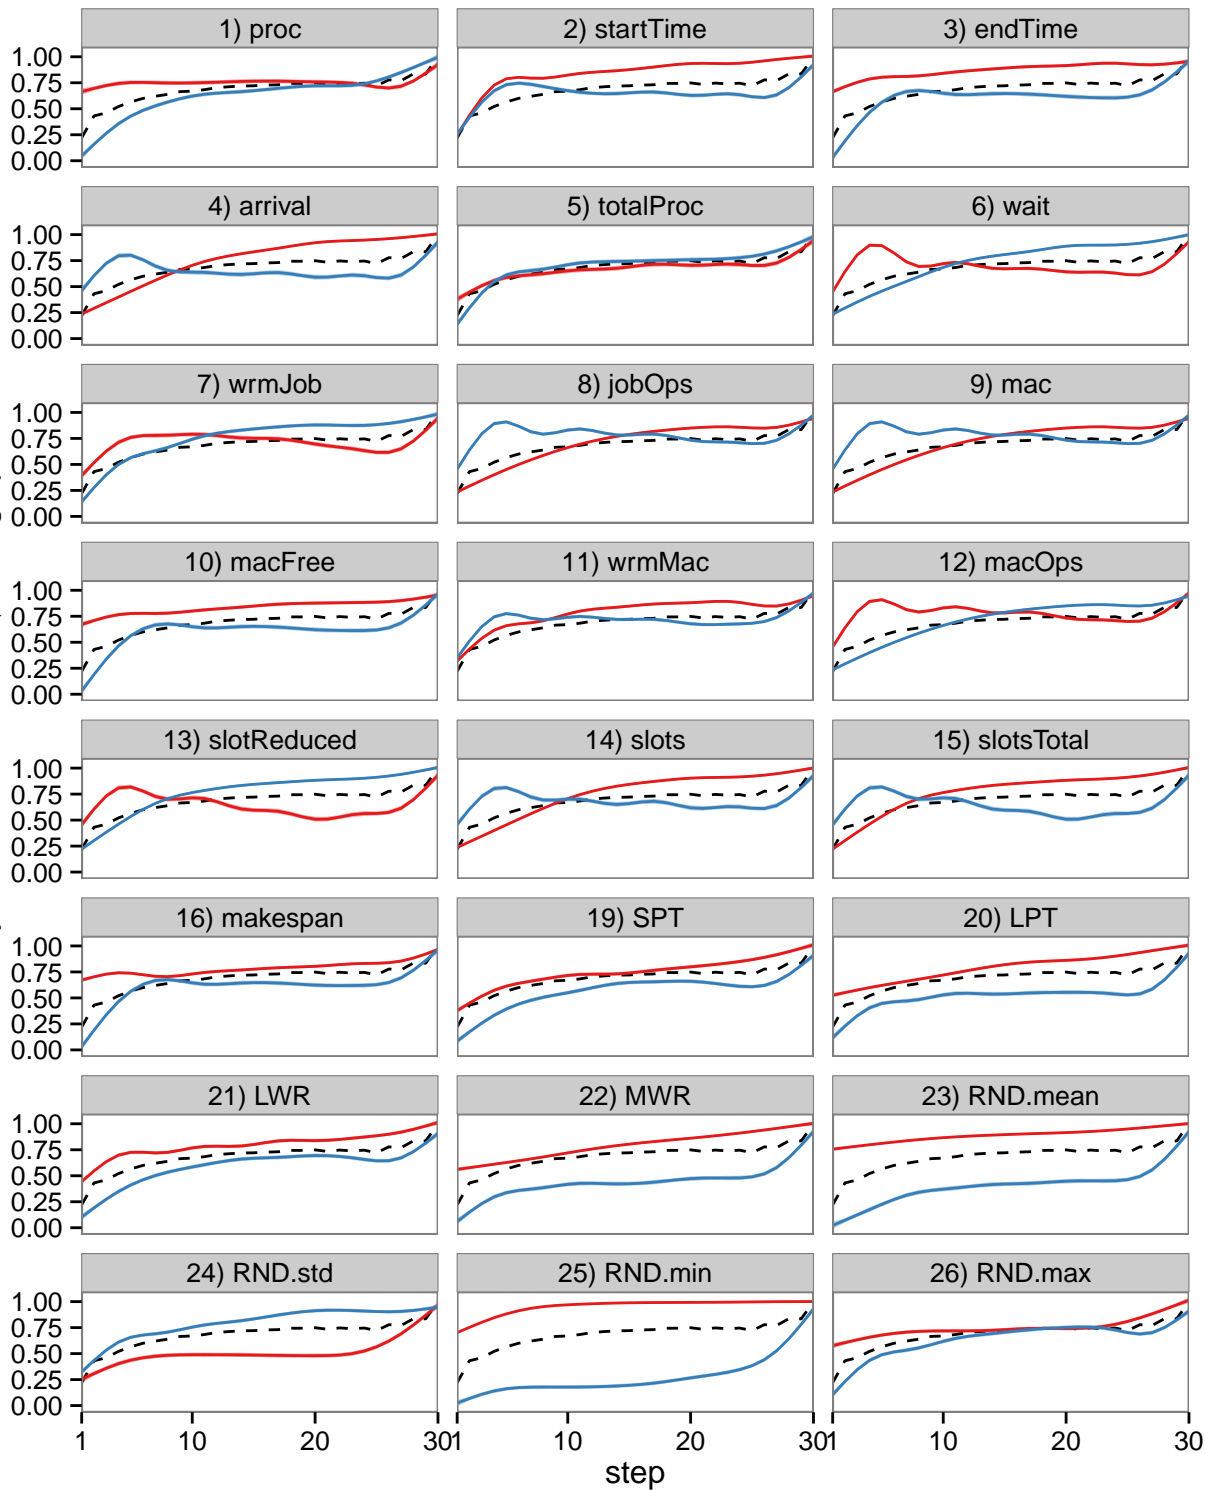 1) proc
2) startTime
3) endTime
1.00
0.75
0.50
0.25
0.00
4) arrival
5) totalProc
6) wait
1.00
0.75
0.50
0.25
0.00
7) wrmJob
8) jobOps
9) mac
1.00
0.75
0.50
0.25
0.00
10) macFree
11) wrmMac
12) macOps
1.00
0.75
0.50
0.25
0.00
13) slotReduced
14) slots
15) slotsTotal
1.00
0.75
0.50
0.25
0.00
16) makespan
19) SPT
20) LPT
1.00
0.75
0.50
0.25
0.00
21) LWR
22) MWR
23) RND.mean
1.00
0.75
0.50
0.25
0.00
24) RND.std
25) RND.min
26) RND.max
1.00
0.75
0.50
0.25
0.00
1 10 20 30 1 10 20 30 1 10 20 30
step